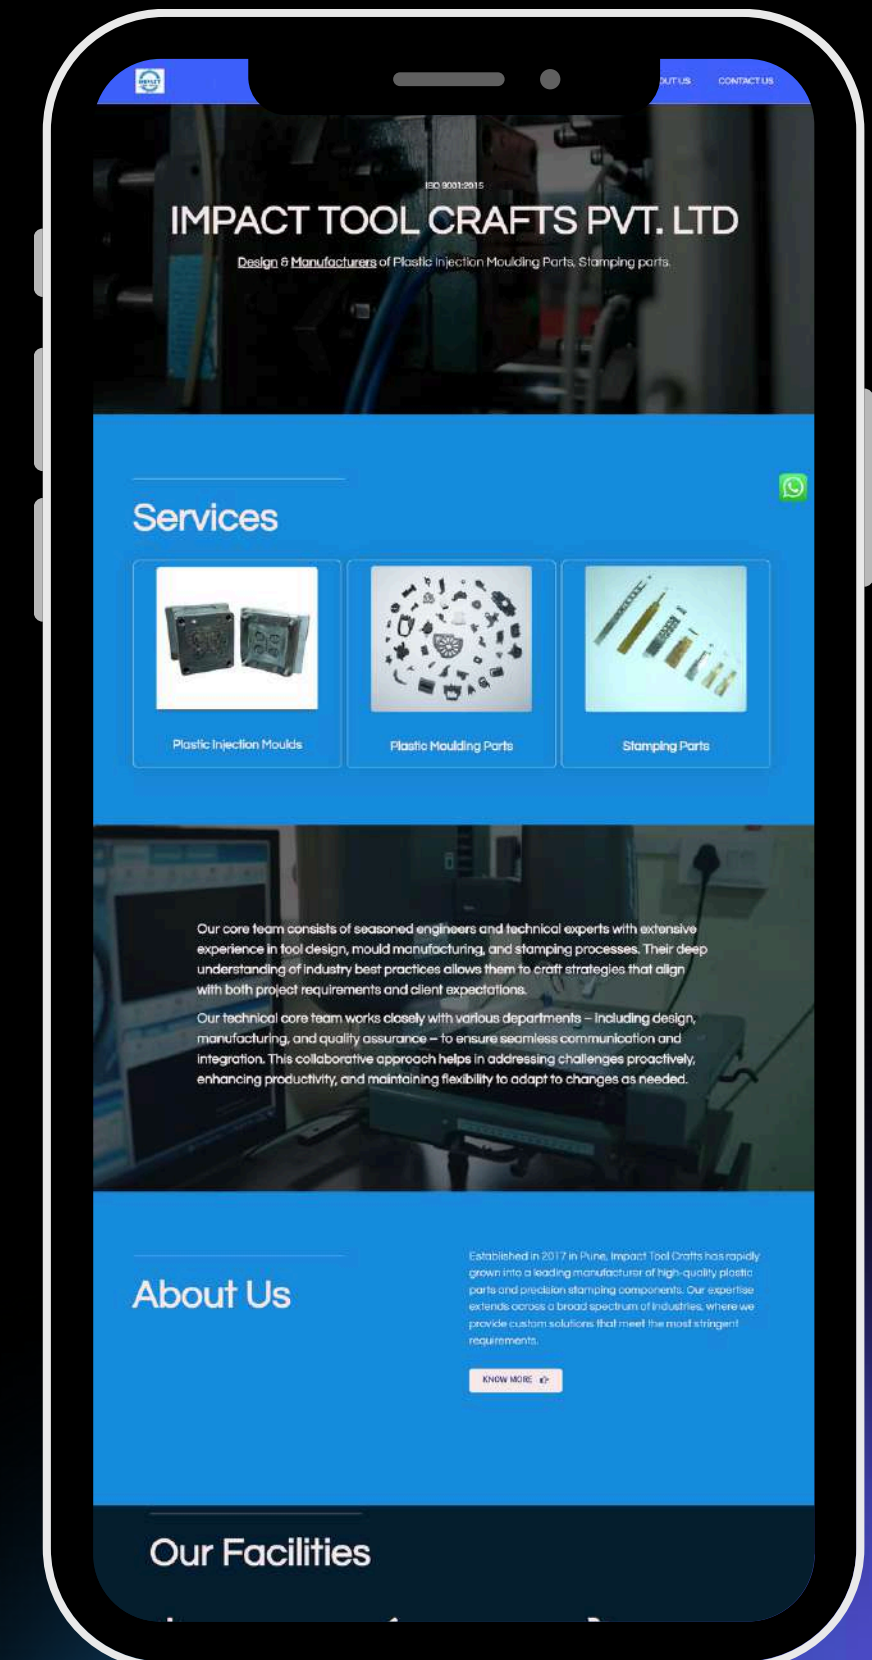 OUT US CONTACT US
ISO 9001:2015
IMPACT TOOL CRAFTS PVT. LTD
Design & Manufacturers of Plastic Injection Moulding Parts, Stamping parts.
Services
Plastic Injection Moulds
Plastic Moulding Parts
Stamping Parts
Our core team consists of seasoned engineers and technical experts with extensive
experience in tool design, mould manufacturing, and stamping processes. Their deep
understanding of industry best practices allows them to craft strategies that align
with both project requirements and client expectations.
Our technical core team works closely with various departments – including design,
manufacturing, and quality assurance – to ensure seamless communication and
integration. This collaborative approach helps in addressing challenges proactively,
enhancing productivity, and maintaining flexibility to adapt to changes as needed.
About Us
Established in 2017 in Pune, Impact Tool Crafts has rapidly
grown into a leading manufacturer of high-quality plastic
parts and precision stamping components. Our expertise
extends across a broad spectrum of industries, where we
provide custom solutions that meet the most stringent
requirements.
KNOW MORE
Our Facilities